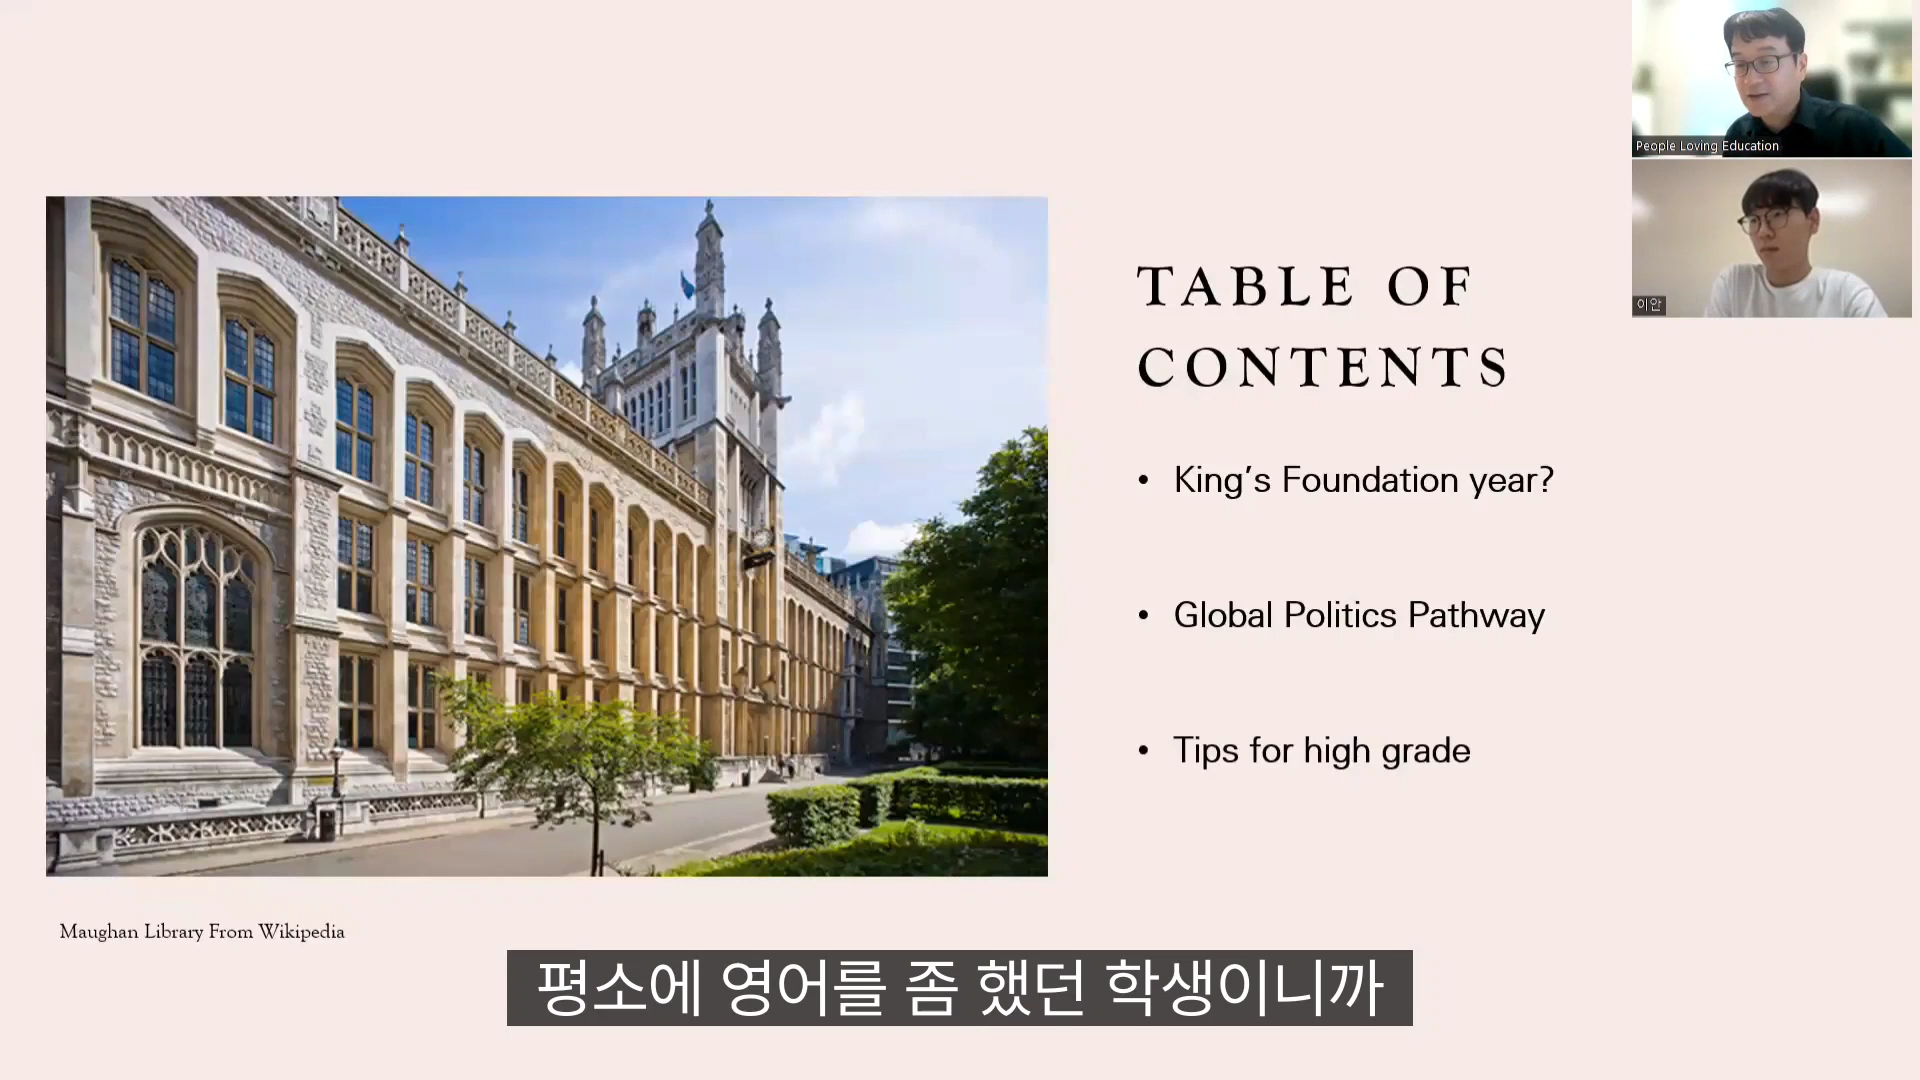 People Loving Education
이안
TABLE OF
CONTENTS
• King's Foundation year?
• Global Politics Pathway
• Tips for high grade
Maughan Library From Wikipedia
평소에 영어를 좀 했던 학생이니까